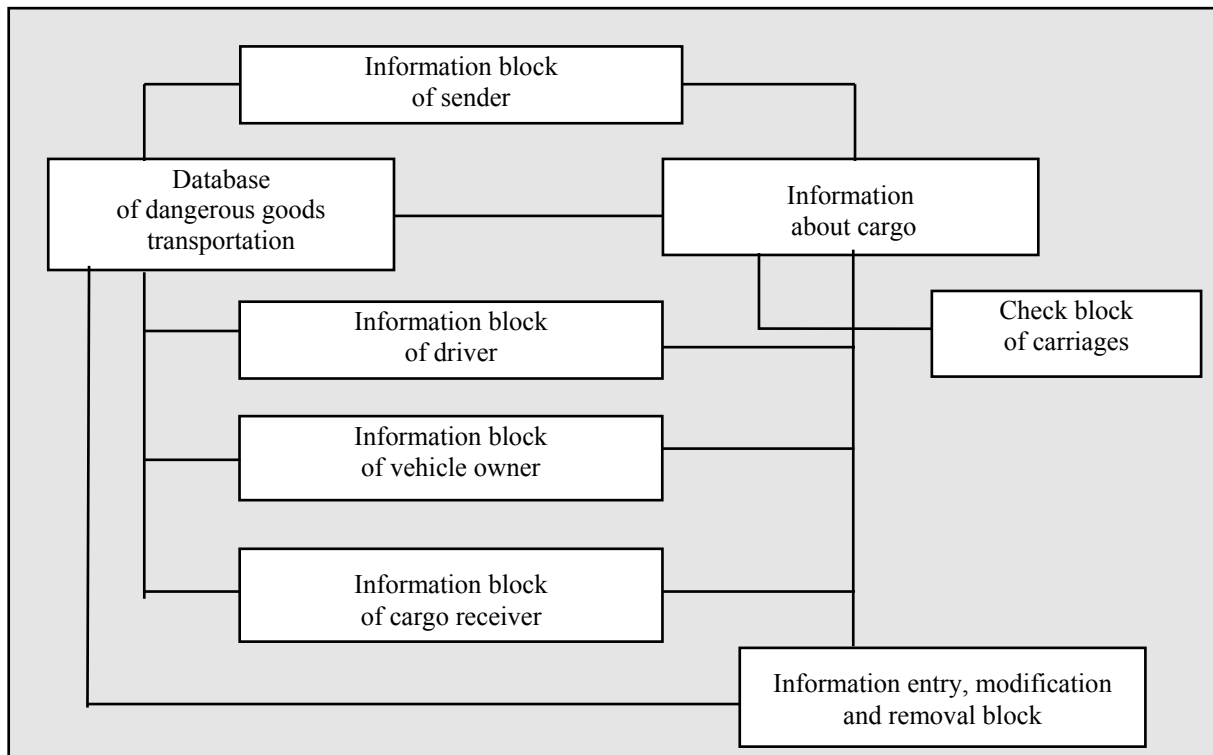 Information block
of sender
Database
of dangerous goods
transportation
Information
about cargo
Information block
of driver
Check block
of carriages
Information block
of vehicle owner
Information block
of cargo receiver
Information entry, modification
and removal block